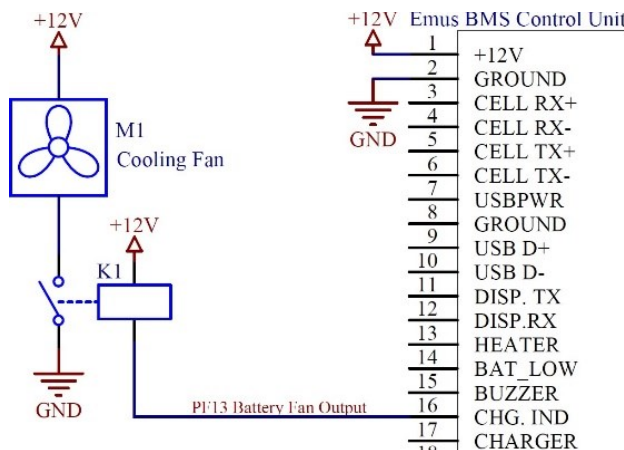 +12V
M1
Cooling Fan
+12V
K1
GND
PF13 Battery Fan Output
+12V
GND
Emus BMS Control Unit
1 +12V
2 GROUND
3 CELL RX+
4 CELL RX-
5 CELL TX+
6 CELL TX-
7 USBPWR
8 GROUND
9 USB D+
10 USB D-
11 DISP. TX
12 DISP.RX
13 HEATER
14 BAT_LOW
15 BUZZER
16 CHG. IND
17 CHARGER